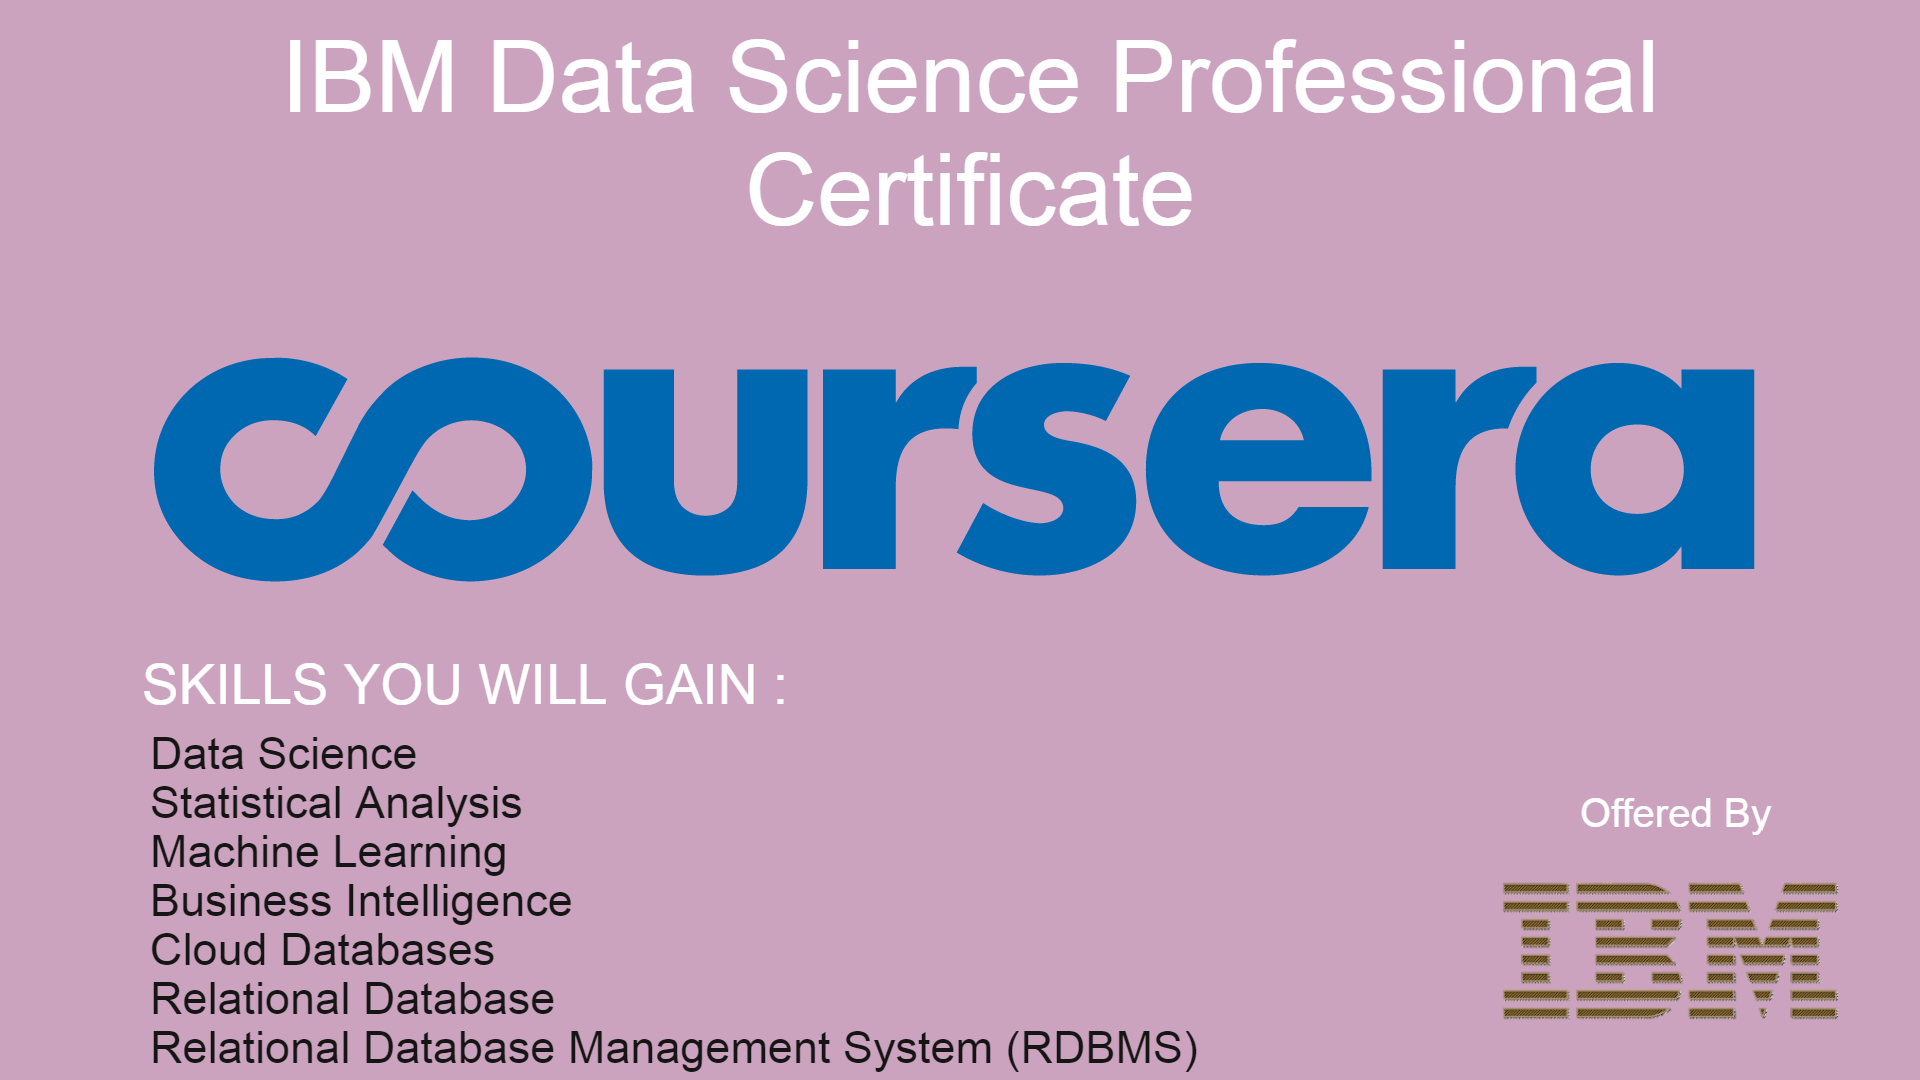 IBM Data Science Professional
Certificate
coursera
SKILLS YOU WILL GAIN :
Data Science
Statistical Analysis
Machine Learning
Business Intelligence
Cloud Databases
Relational Database
Relational Database Management System (RDBMS)
Offered By
IBM